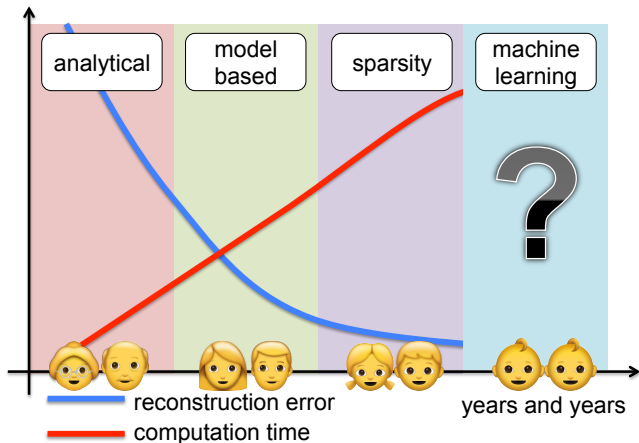 analytical
model
based
sparsity
machine
learning
?
reconstruction error
years and years
computation time